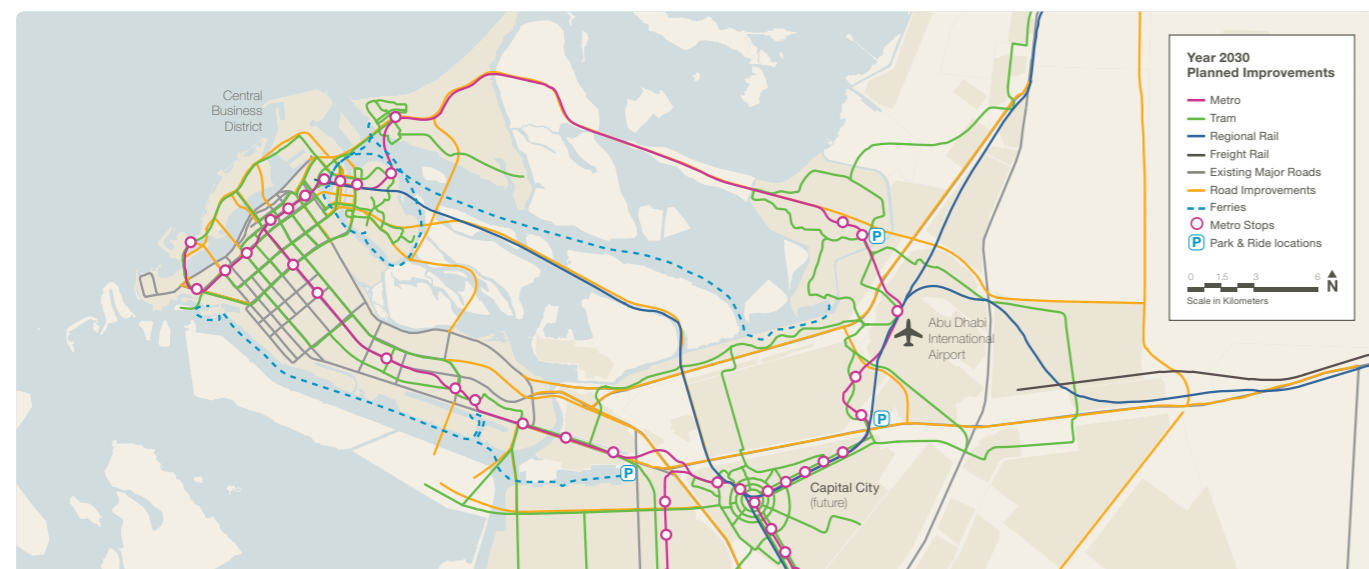 Central
Business
District
Year 2030
Planned Improvements
Metro
Tram
Regional Rail
Freight Rail
Existing Major Roads
Road Improvements
Ferries
Metro Stops
P Park & Ride locations
0 1.5 3 6
N
Scale in Kilometers
P
Abu Dhabi
International
Airport
P
P
Capital City
(future)